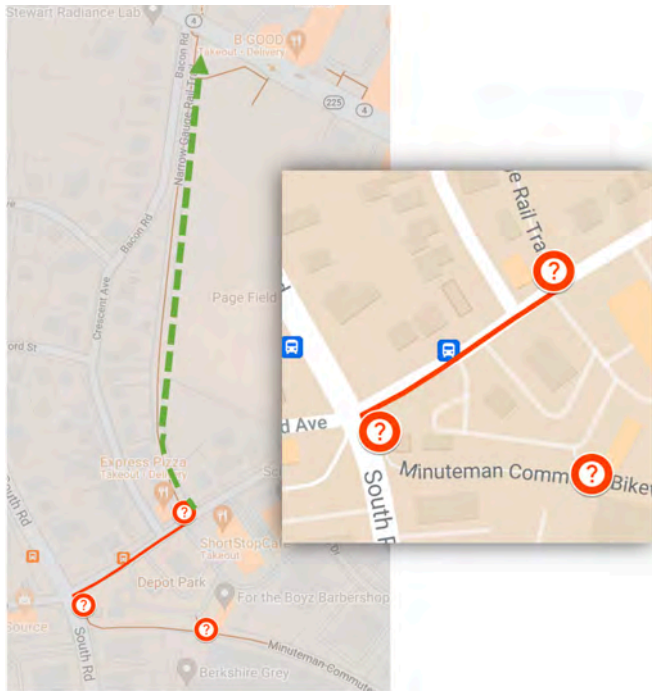 Stewart Radiance Lab
4
Bacon Rd
B.GOOD
Takeout • Delivery
225
4
Narrow Gauge Rail Trail
Bacon Rd
Crescent Ave
Page Field
ord St
Express Pizza
Takeout • Delivery
South Rd
?
ShortStopCafe
Takeout
Depot Park
For the Boyz Barbershop
Source
?
?
South Rd
Minuteman Commute
Berkshire Grey
e Rail Tra
?
d Ave
?
South R
Minuteman Comm
?
Bikew